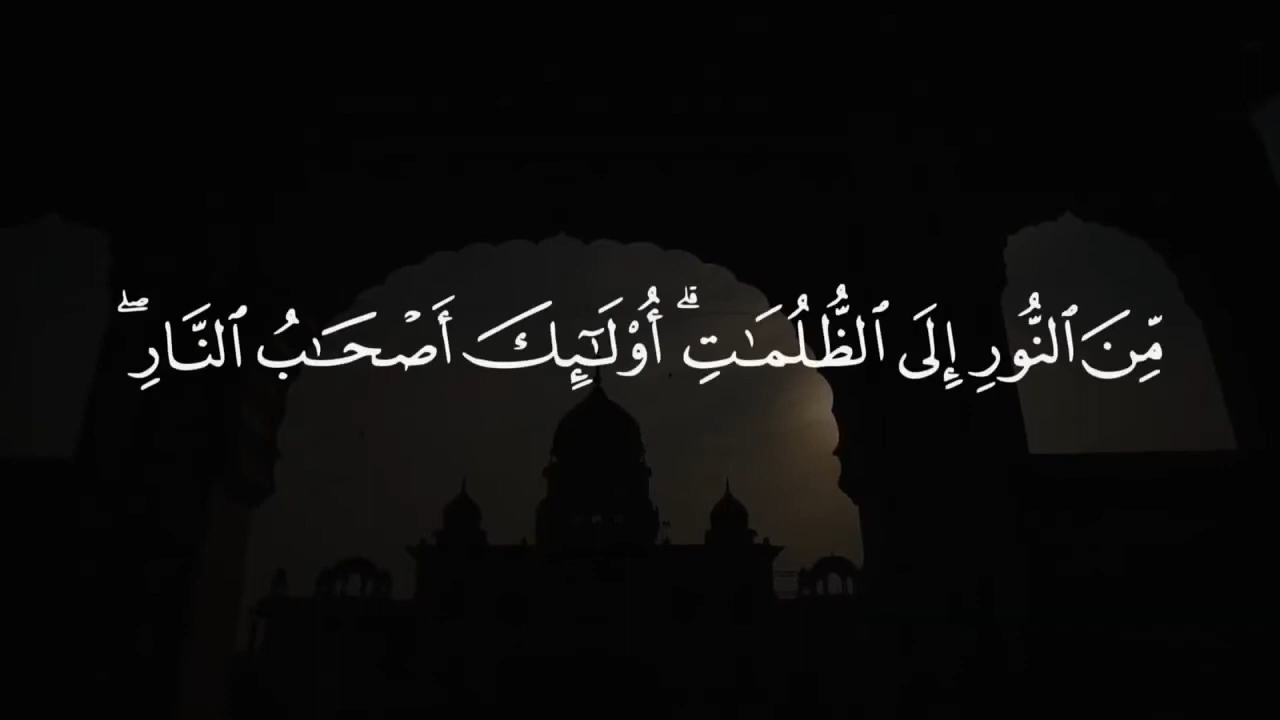 مِّنَ ٱلنُّورِ إِلَى ٱلظُّلُمَـٰتِ ۗ أُو۟لَـٰٓئِكَ أَصْحَـٰبُ ٱلنَّارِ ۖ